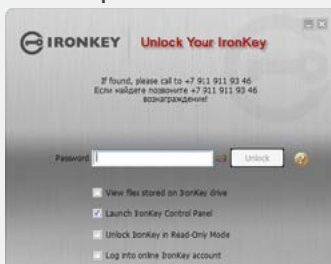 IRONKEY Unlock Your IronKey
If found, please call to +7 911 911 93 46
Если найдете позвоните +7 911 911 93 46
вознаграждение!
Password: Unlock
View files stored on IronKey drive
Launch IronKey Control Panel
Unlock IronKey in Read-Only Mode
Log into online IronKey account